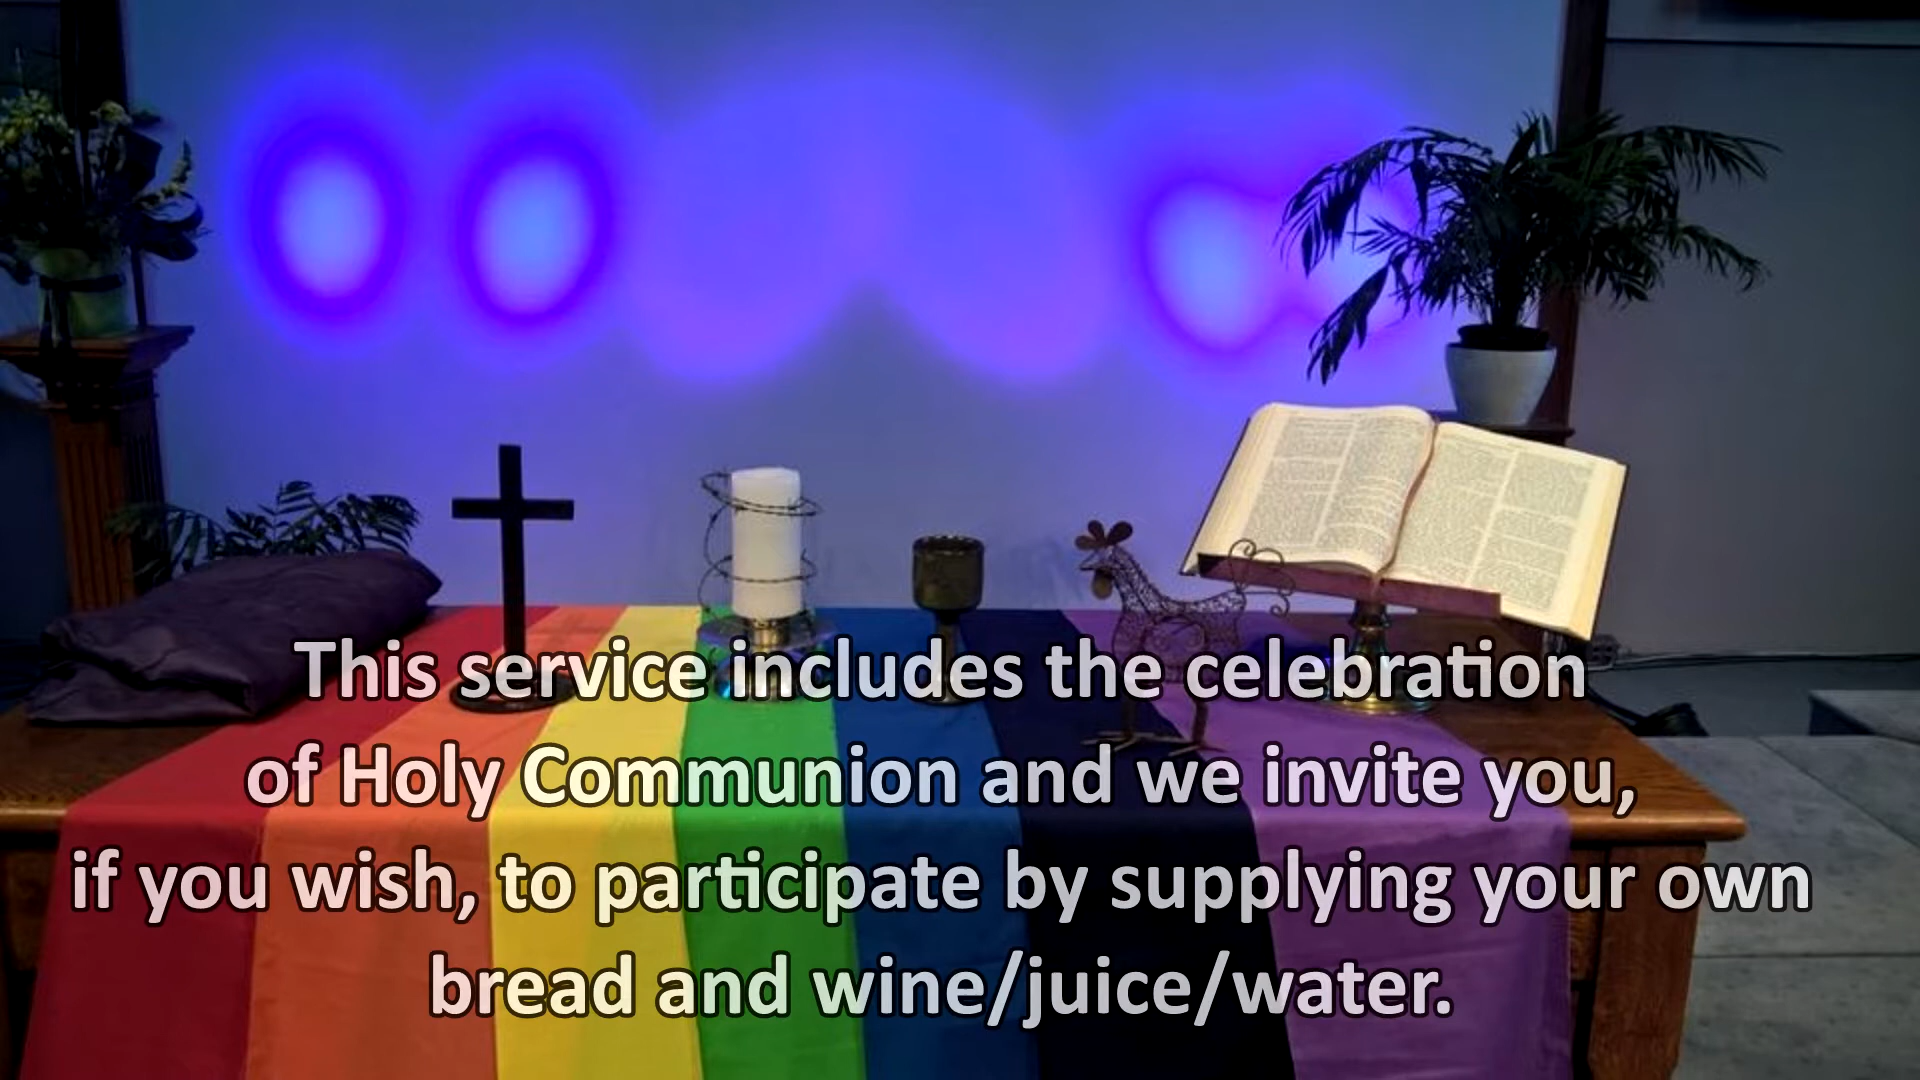 This service includes the celebration
of Holy Communion and we invite you,
if you wish, to participate by supplying your own
bread and wine/juice/water.